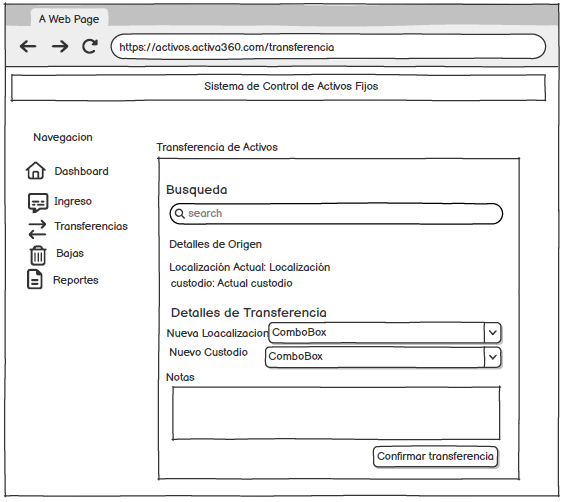 A Web Page
https://activos.activa360.com/transferencia
Sistema de Control de Activos Fijos
Navegacion
Dashboard
Ingreso
Transferencias
Bajas
Reportes
Transferencia de Activos
Busqueda
search
Detalles de Origen
Localización Actual: Localización
custodio: Actual custodio
Detalles de Transferencia
Nueva Loacalizacion ComboBox
Nuevo Custodio ComboBox
Notas
Confirmar transferencia